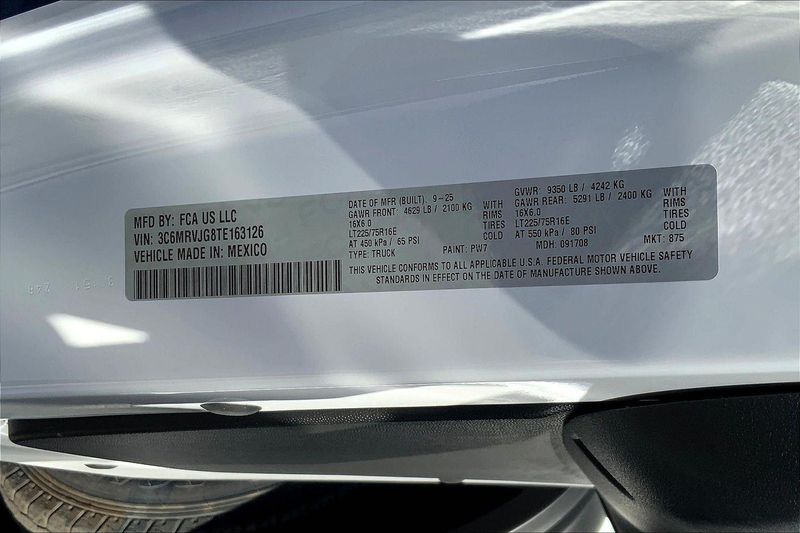 MFD BY: FCA US LLC
VIN: 3C6MRVJG8TE163126
VEHICLE MADE IN: MEXICO
DATE OF MFR (BUILT). 9-25
GAWR FRONT: 4629 LB / 2100 KG WITH
16X6.0 RIMS
LT225/75R16E TIRES
AT 450 kPa / 65 PSI COLD
TYPE: TRUCK PAINT: PW7
GVWR: 9350 LB / 4242 KG
GAWR REAR: 5291 LB / 2400 KG WITH
16X6.0 RIMS
LT225/75R16E TIRES
AT 550 kPa / 80 PSI COLD
MDH: 091708 MKT: 875
THIS VEHICLE CONFORMS TO ALL APPLICABLE U.S.A. FEDERAL MOTOR VEHICLE SAFETY
STANDARDS IN EFFECT ON THE DATE OF MANUFACTURE SHOWN ABOVE.